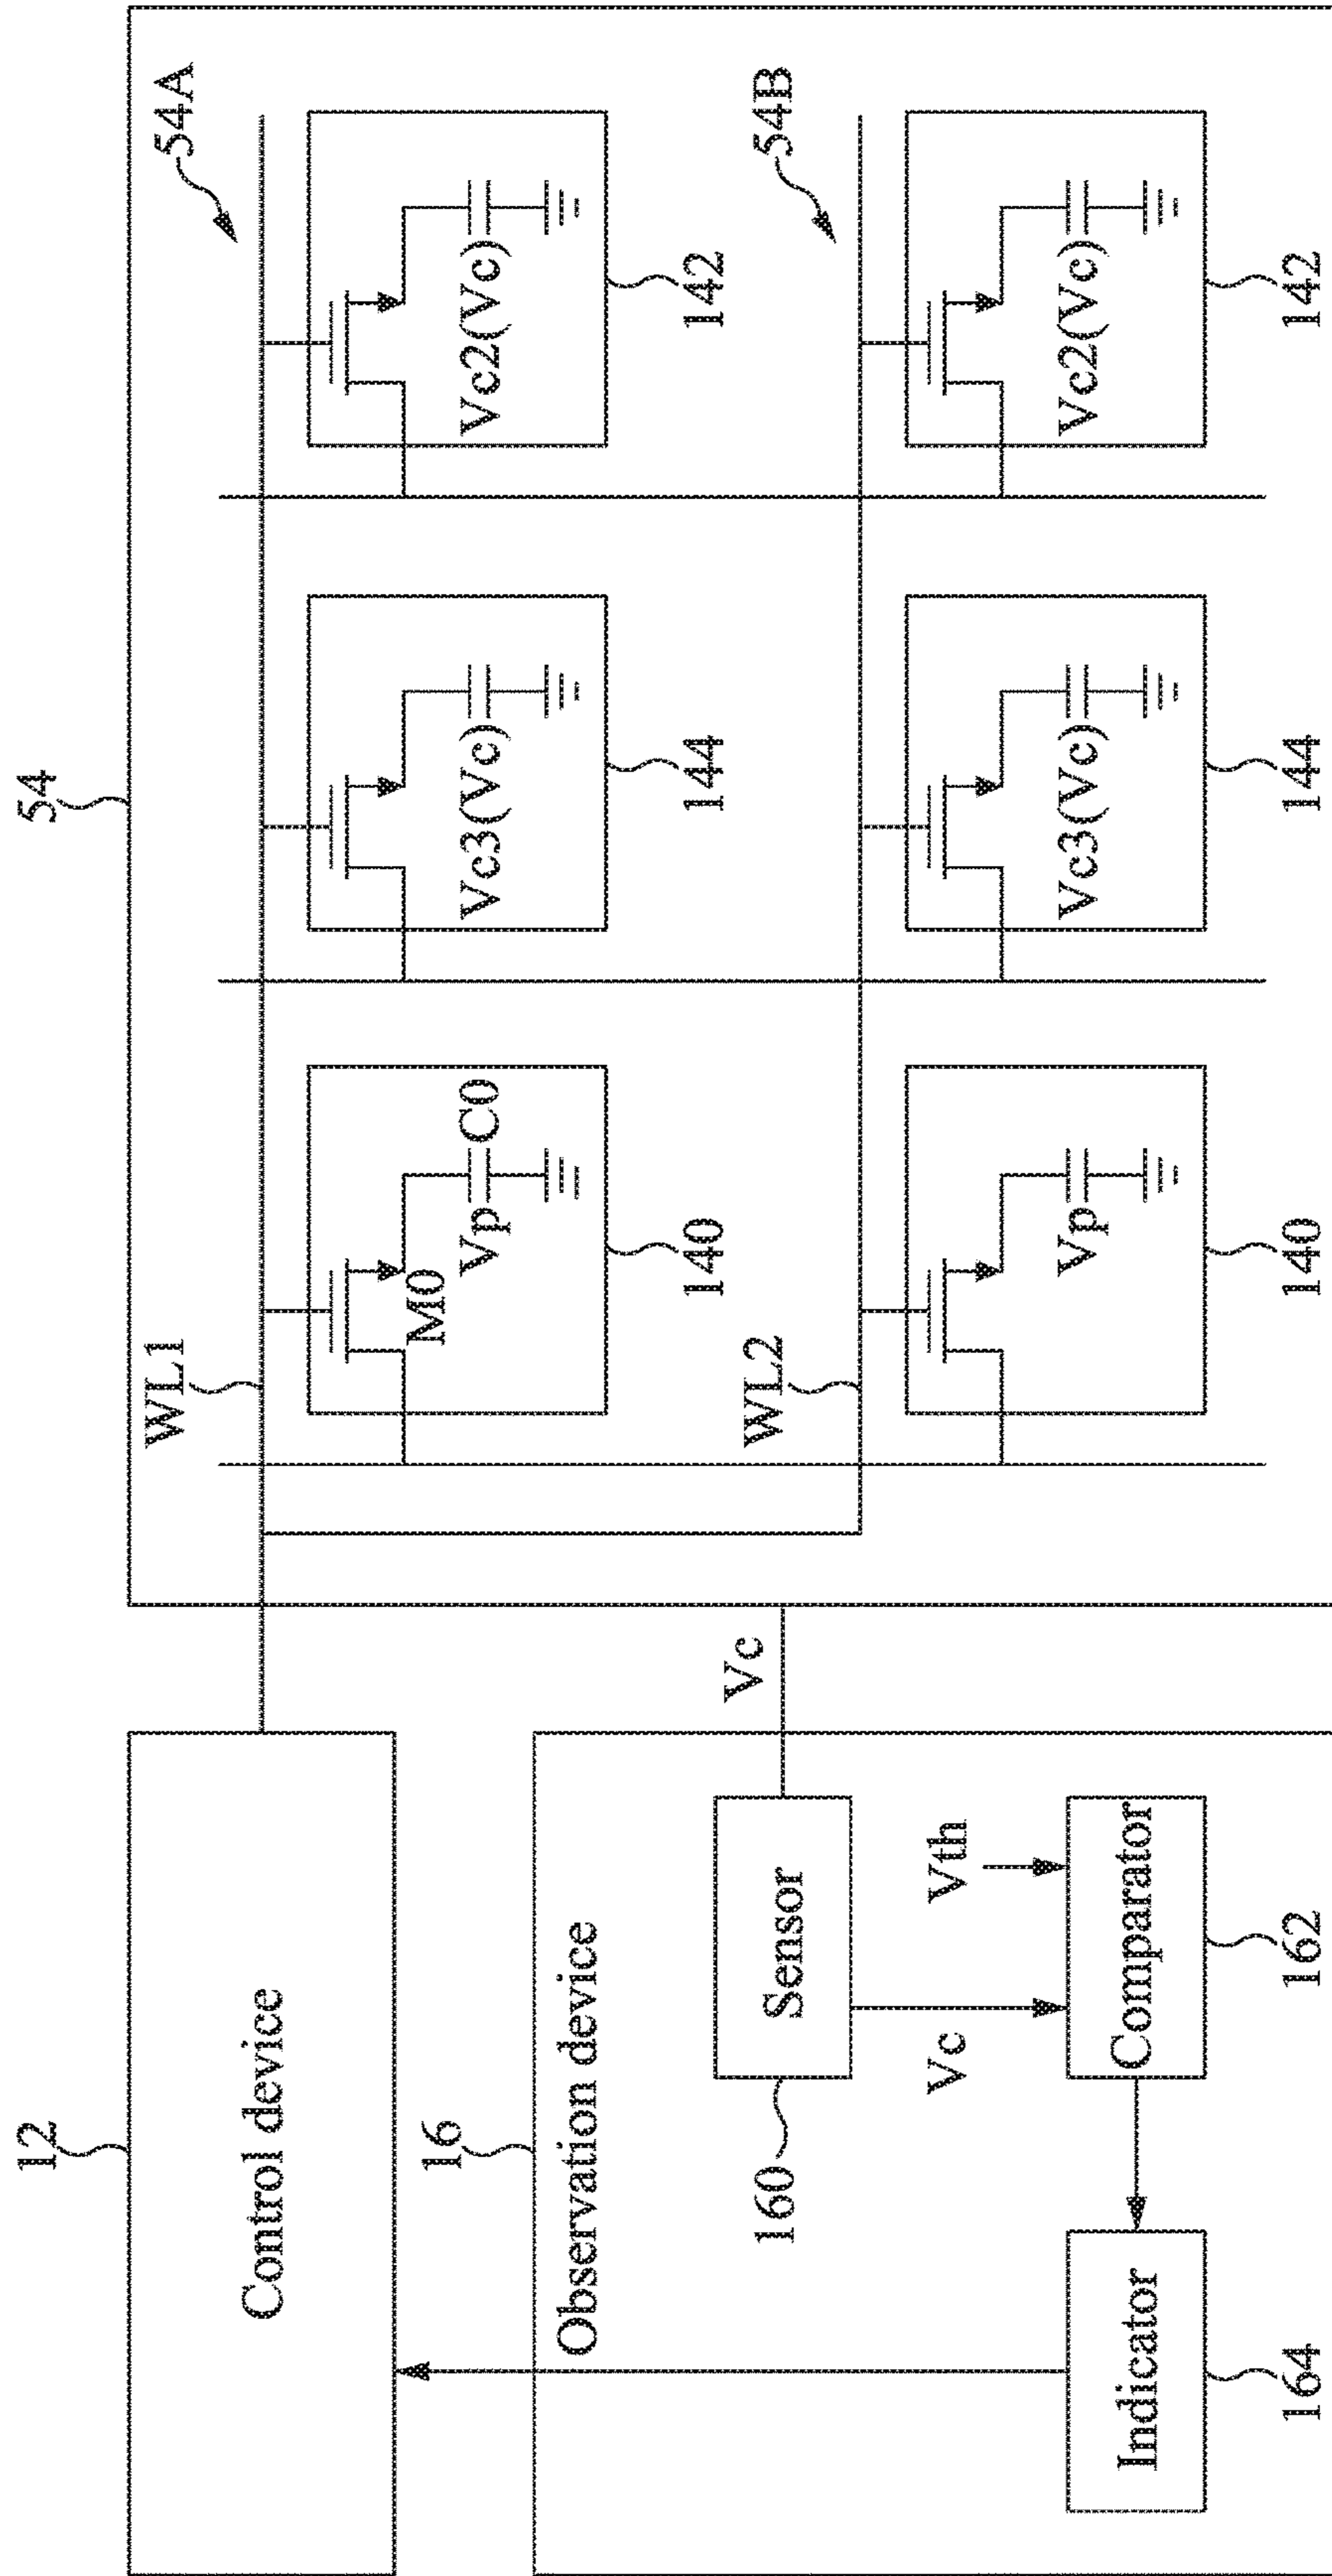 12
Control device
16
Observation device
Sensor
160
Vc
Vc
Vth
Comparator
162
Indicator
164
54
54A
WL1
M0
Vp
C0
140
Vc3(Vc)
144
Vc2(Vc)
142
54B
WL2
Vp
140
Vc3(Vc)
144
Vc2(Vc)
142